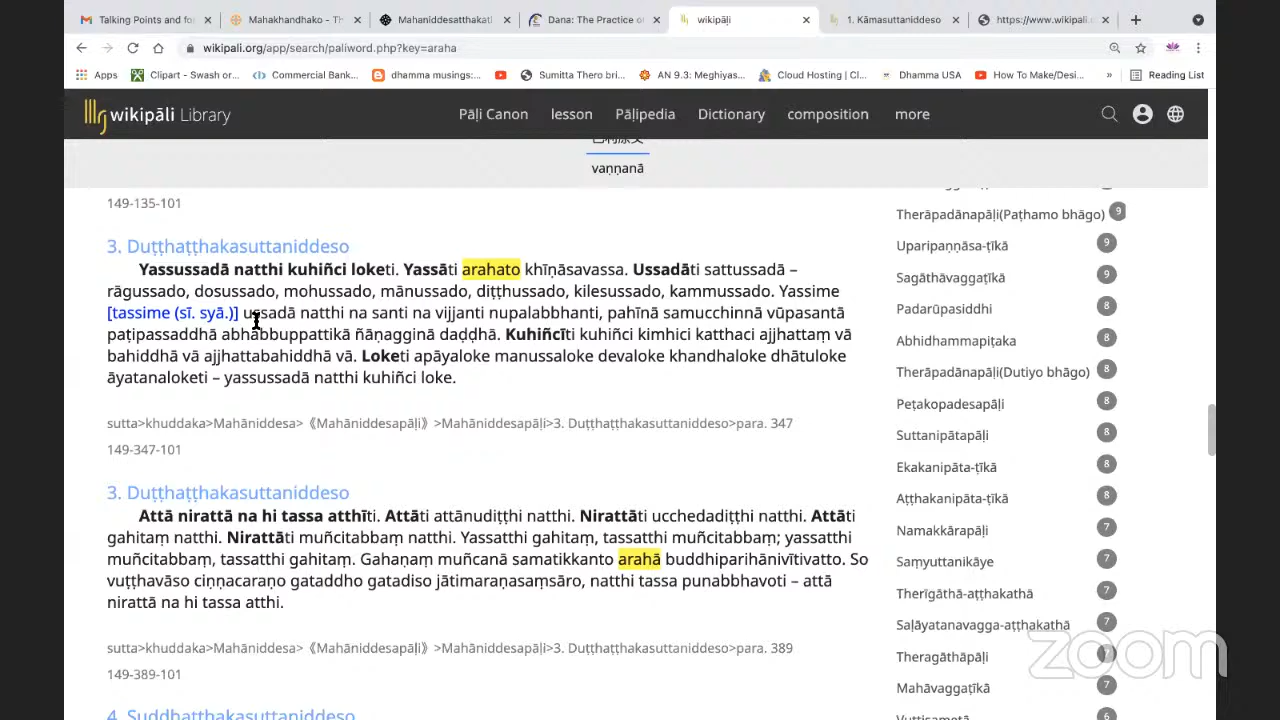 Talking Points and fo
Mahakhandhako - Th
Mahaniddesatthakatl
Dana: The Practice o
wikipāḷi
1. Kāmasuttaniddeso
https://www.wikipali.o
wikipali.org/app/search/paliword.php?key=araha
Apps
Clipart - Swash or...
Commercial Bank...
dhamma musings:...
Sumitta Thero bri...
AN 9.3: Meghiyas...
Cloud Hosting | Cl...
Dhamma USA
How To Make/Desi...
»
Reading List
wikipāḷi Library
Pāḷi Canon
lesson
Pāḷipedia
Dictionary
composition
more
vaṇṇanā
149-135-101
3. Duṭṭhaṭṭhakasuttaniddeso
Yassussadā natthi kuhiñci loketi. Yassāti arahato khīṇāsavassa. Ussadāti sattussadā –
rāgussado, dosussado, mohussado, mānussado, diṭṭhussado, kilesussado, kammussado. Yassime
[tassime (sī. syā.)] ussadā natthi na santi na vijjanti nupalabbhanti, pahīnā samucchinnā vūpasantā
paṭipassaddhā abhabbuppattikā ñāṇagginā daḍḍhā. Kuhiñcīti kuhiñci kimhici katthaci ajjhattaṃ vā
bahiddhā vā ajjhattabahiddhā vā. Loketi apāyaloke manussaloke devaloke khandhaloke dhātuloke
āyatanaloketi – yassussadā natthi kuhiñci loke.
sutta>khuddaka>Mahāniddesa>《Mahāniddesapāḷi》>Mahāniddesapāḷi>3. Duṭṭhaṭṭhakasuttaniddeso>para. 347
149-347-101
3. Duṭṭhaṭṭhakasuttaniddeso
Attā nirattā na hi tassa atthīti. Attāti attānudiṭṭhi natthi. Nirattāti ucchedadiṭṭhi natthi. Attāti
gahitaṃ natthi. Nirattāti muñcitabbaṃ natthi. Yassatthi gahitaṃ, tassatthi muñcitabbaṃ; yassatthi
muñcitabbaṃ, tassatthi gahitaṃ. Gahaṇaṃ muñcanā samatikkanto arahā buddhiparihānivītivatto. So
vuṭṭhavāso ciṇṇacaraṇo gataddho gatadiso jātimaraṇasaṃsāro, natthi tassa punabbhavoti – attā
nirattā na hi tassa atthi.
sutta>khuddaka>Mahāniddesa>《Mahāniddesapāḷi》>Mahāniddesapāḷi>3. Duṭṭhaṭṭhakasuttaniddeso>para. 389
149-389-101
4. Suddhaṭṭhakasuttaniddeso
Therāpadānapāḷi(Paṭhamo bhāgo) 9
Uparipaṇṇāsa-ṭīkā 9
Sagāthāvaggaṭīkā 9
Padarūpasiddhi 8
Abhidhammapiṭaka 8
Therāpadānapāḷi(Dutiyo bhāgo) 8
Peṭakopadesapāḷi 8
Suttanipātapāḷi 8
Ekakanipāta-ṭīkā 8
Aṭṭhakanipāta-ṭīkā 8
Namakkārapāḷi 7
Saṃyuttanikāye 7
Therīgāthā-aṭṭhakathā 7
Saḷāyatanavagga-aṭṭhakathā 7
Theragāthāpāḷi 7
Mahāvaggaṭīkā 7
zoom